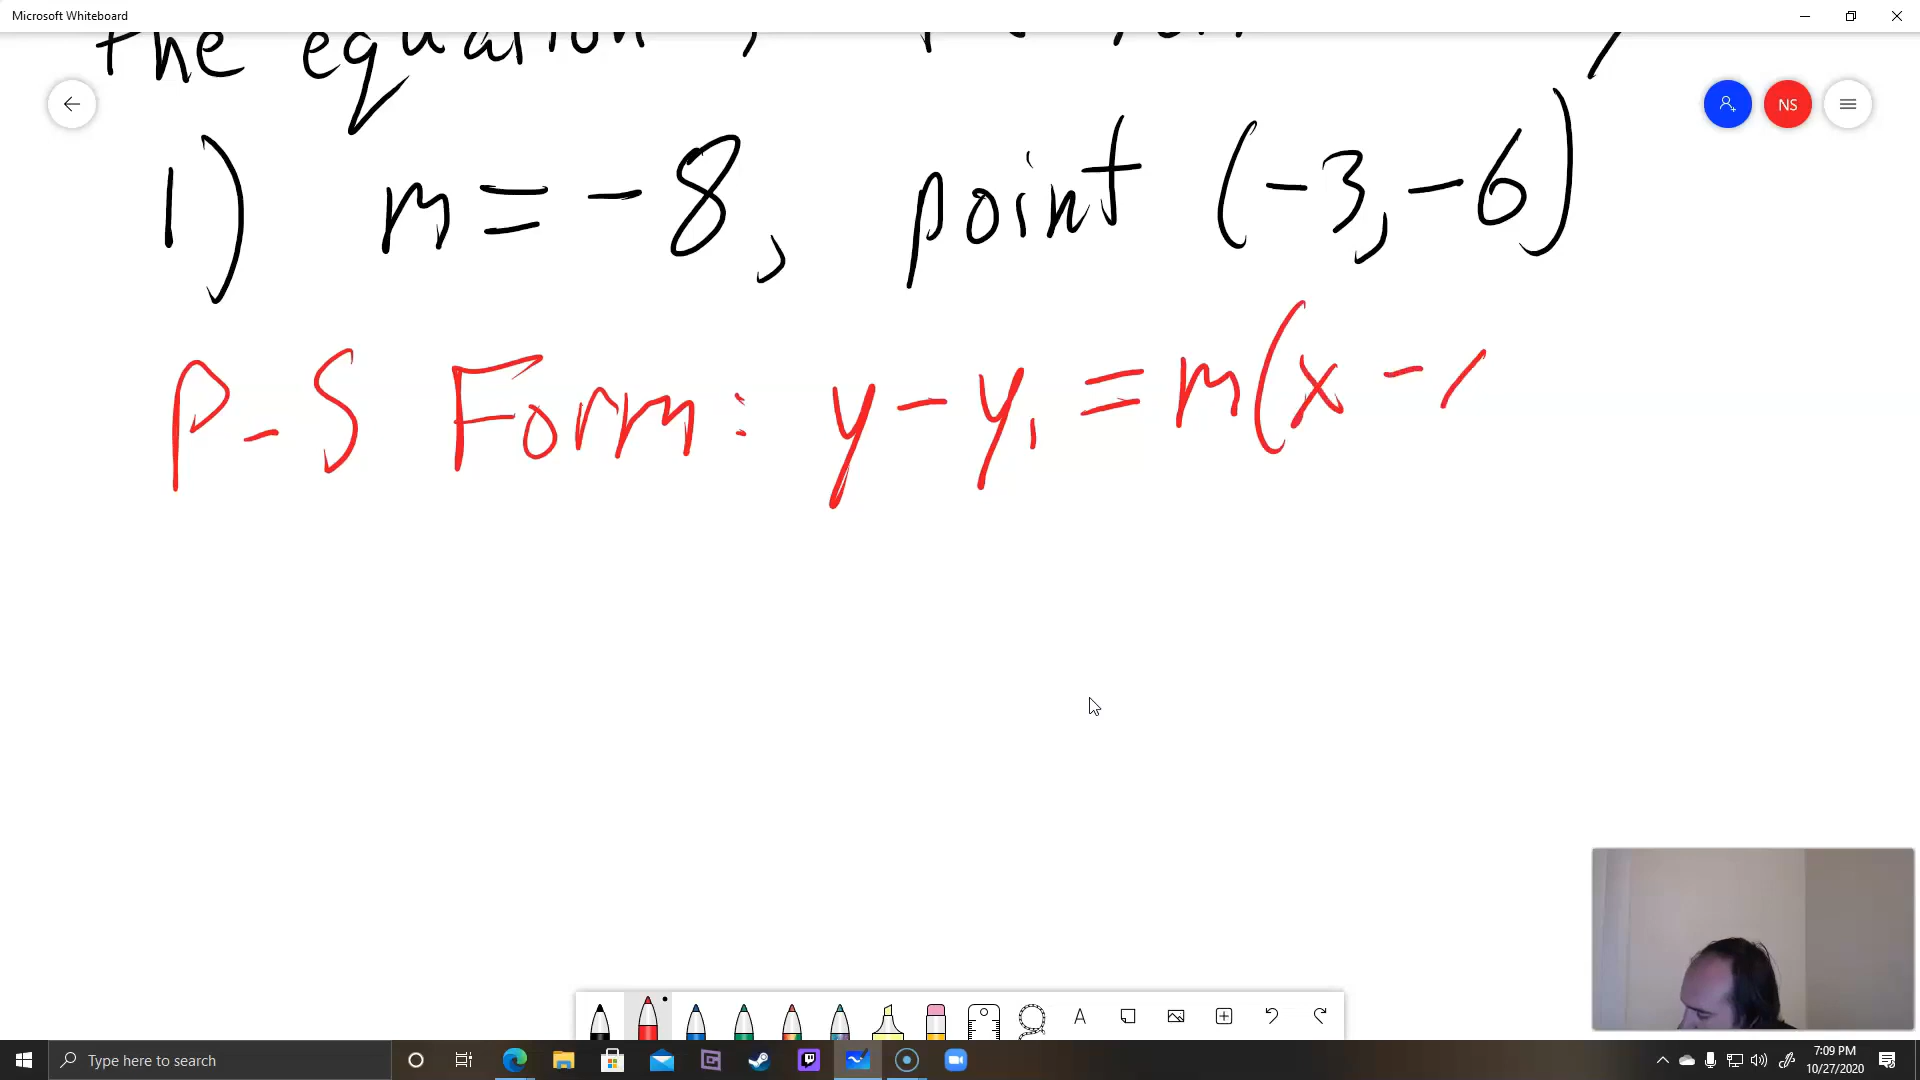 Microsoft Whiteboard
the equation
NS
1) m = -8, point (-3, -6)
P-S Form: y - y₁ = m(x -
A
Type here to search
7:09 PM
10/27/2020